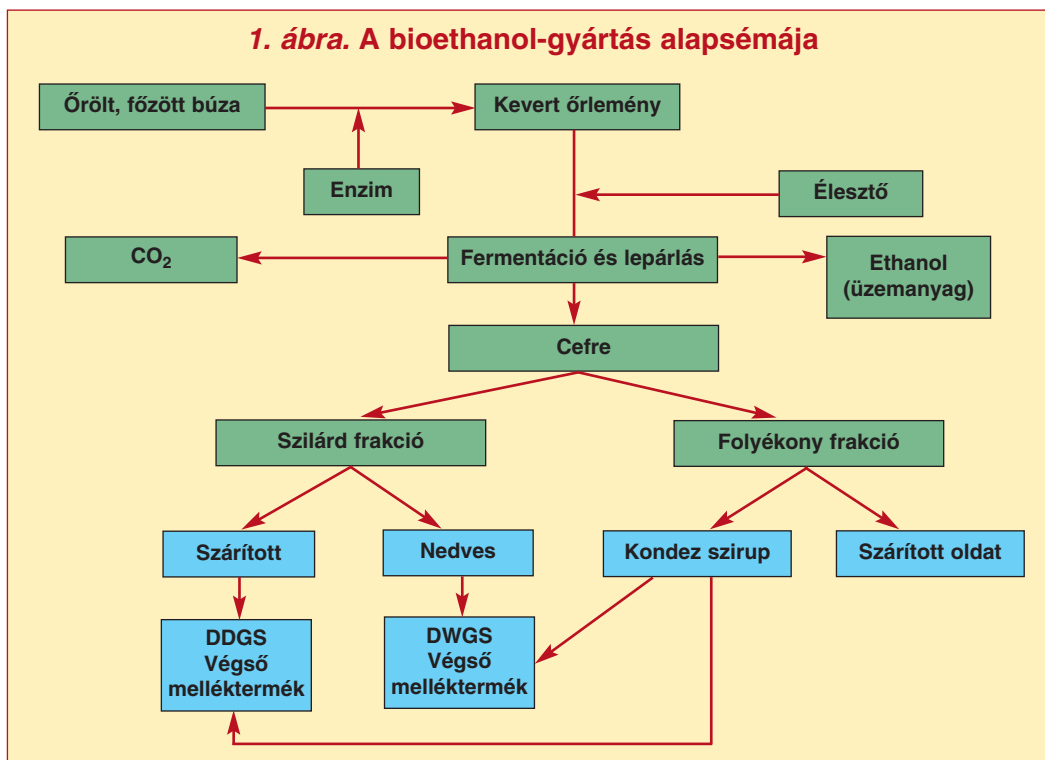 1. ábra. A bioethanol-gyártás alapsémája
Őrölt, főzött búza
Kevert őrlemény
Enzim
Élesztő
CO₂
Fermentáció és lepárlás
Ethanol
(üzemanyag)
Cefre
Szilárd frakció
Folyékony frakció
Szárított
Nedves
Kondez szirup
Szárított oldat
DDGS
Végső
melléktermék
DWGS
Végső
melléktermék